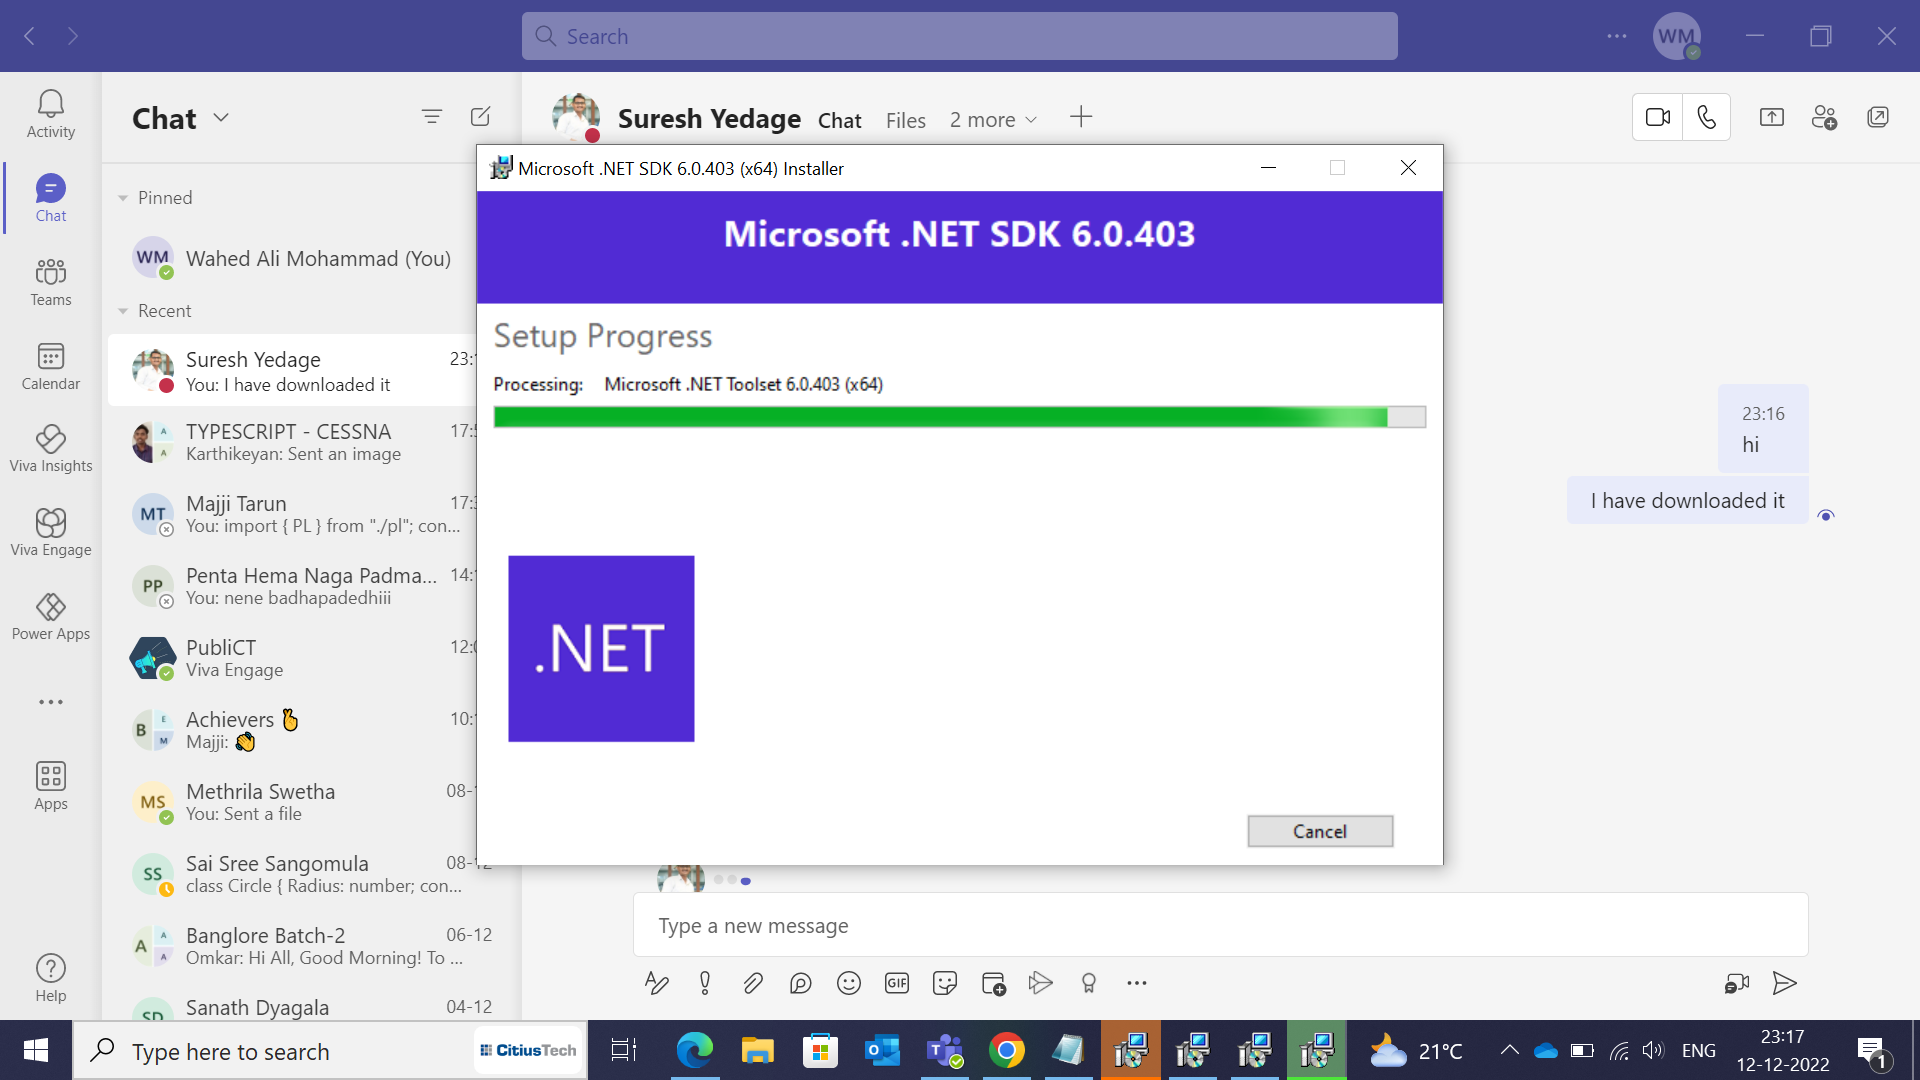 Search
WM
Activity
Chat
Teams
Calendar
Viva Insights
Viva Engage
Power Apps
Apps
Help
Chat
Pinned
WM
Wahed Ali Mohammad (You)
Recent
Suresh Yedage
23:
You: I have downloaded it
TYPESCRIPT - CESSNA
17:
Karthikeyan: Sent an image
A
A
MT
Majji Tarun
17:
You: import { PL } from "./pl"; con...
PP
Penta Hema Naga Padma...
14:
You: nene badhapadedhiii
PubliCT
12:
Viva Engage
B
E
M
Achievers
10:
Majji:
MS
Methrila Swetha
08-
You: Sent a file
SS
Sai Sree Sangomula
08-12
class Circle { Radius: number; con...
A
A
A
Banglore Batch-2
06-12
Omkar: Hi All, Good Morning! To ...
SD
Sanath Dyagala
04-12
Suresh Yedage
Chat
Files
2 more
Microsoft .NET SDK 6.0.403 (x64) Installer
Microsoft .NET SDK 6.0.403
Setup Progress
Processing: Microsoft .NET Toolset 6.0.403 (x64)
.NET
Cancel
23:16
hi
I have downloaded it
Type a new message
GIF
Type here to search
CitiusTech
21°C
ENG
23:17
12-12-2022
1